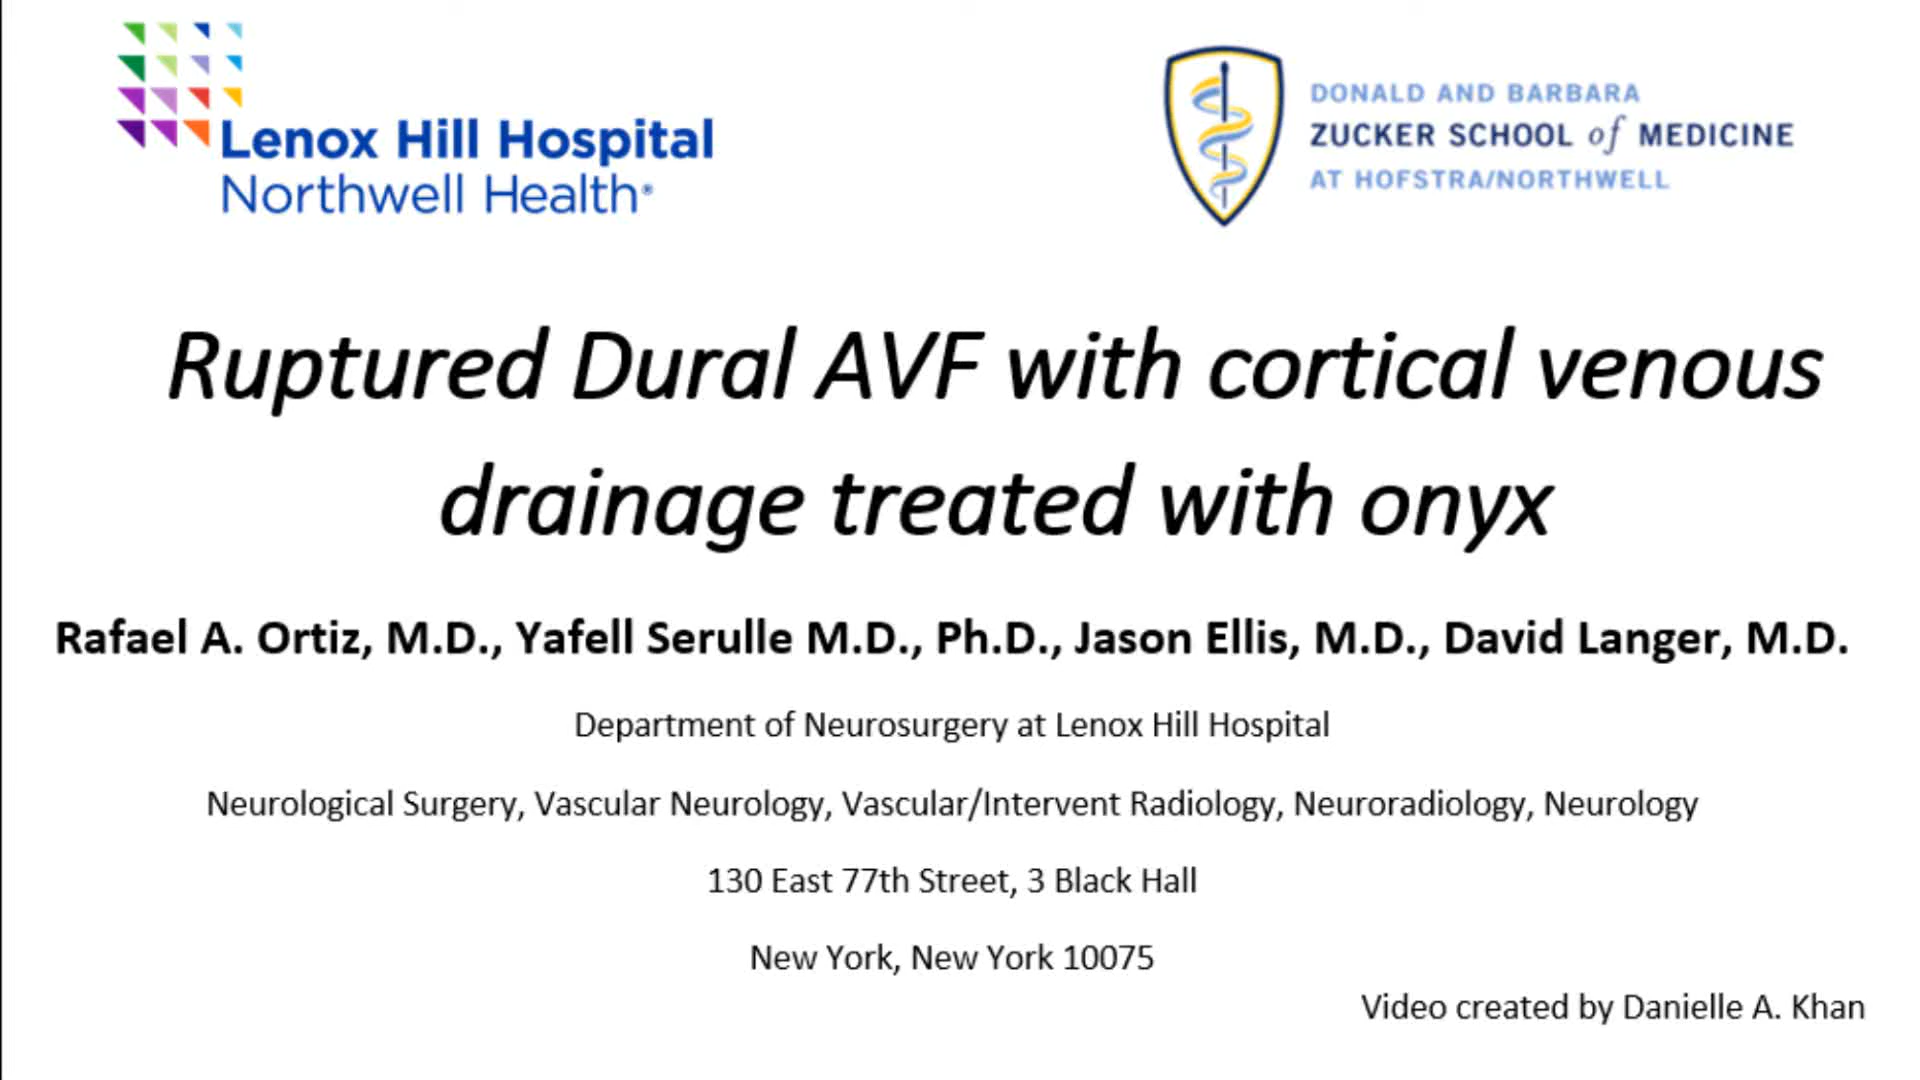 Lenox Hill Hospital
Northwell Health®
DONALD AND BARBARA
ZUCKER SCHOOL of MEDICINE
AT HOFSTRA/NORTHWELL
Ruptured Dural AVF with cortical venous
drainage treated with onyx
Rafael A. Ortiz, M.D., Yafell Serulle M.D., Ph.D., Jason Ellis, M.D., David Langer, M.D.
Department of Neurosurgery at Lenox Hill Hospital
Neurological Surgery, Vascular Neurology, Vascular/Intervent Radiology, Neuroradiology, Neurology
130 East 77th Street, 3 Black Hall
New York, New York 10075
Video created by Danielle A. Khan